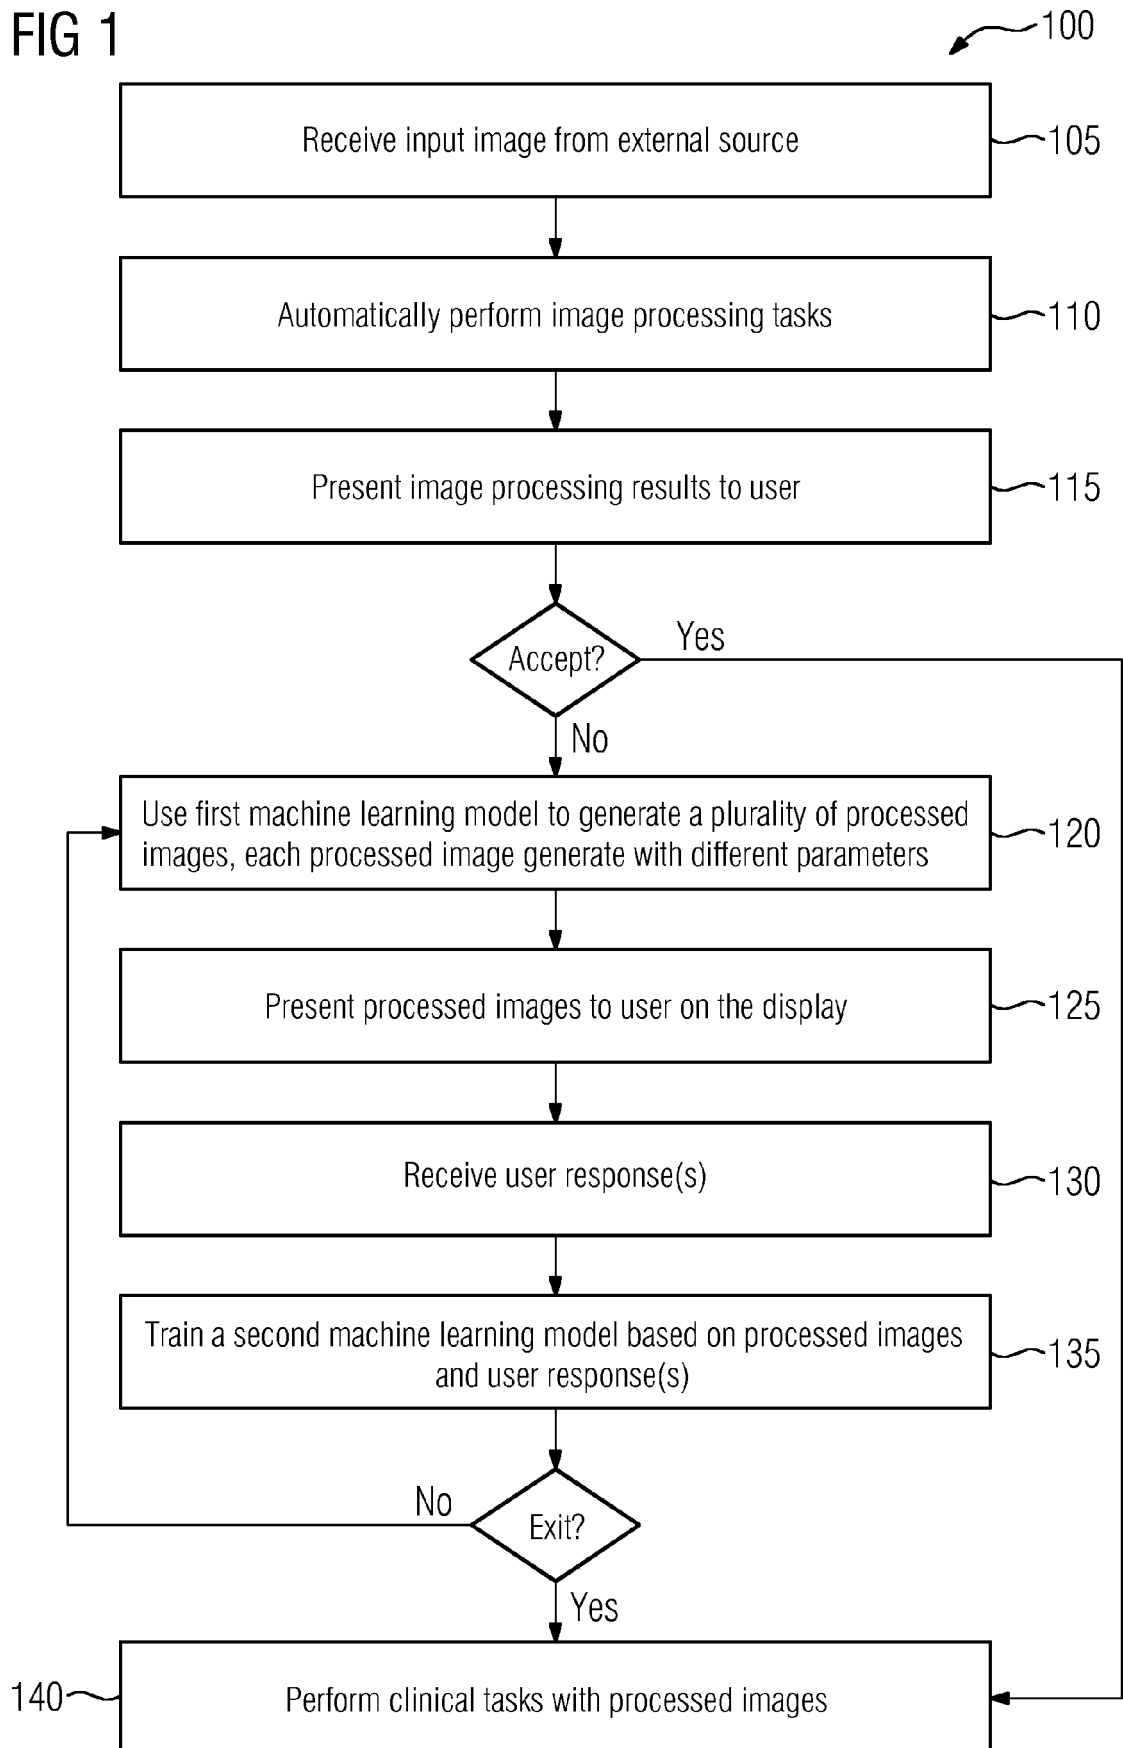 FIG 1
100
Receive input image from external source
105
Automatically perform image processing tasks
110
Present image processing results to user
115
Accept?
Yes
No
Use first machine learning model to generate a plurality of processed
images, each processed image generate with different parameters
120
Present processed images to user on the display
125
Receive user response(s)
130
Train a second machine learning model based on processed images
and user response(s)
135
No
Exit?
Yes
140
Perform clinical tasks with processed images